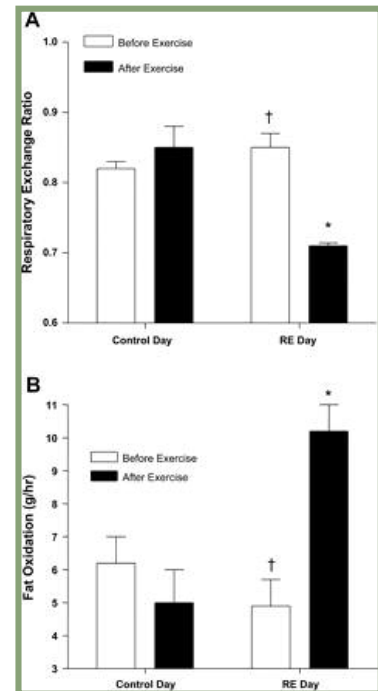 A
Before Exercise
After Exercise
Respiratory Exchange Ratio
1.0
0.9
0.8
0.7
0.6
†
*
Control Day
RE Day
B
Before Exercise
After Exercise
Fat Oxidation (g/hr)
11
10
9
8
7
6
5
4
3
†
*
Control Day
RE Day